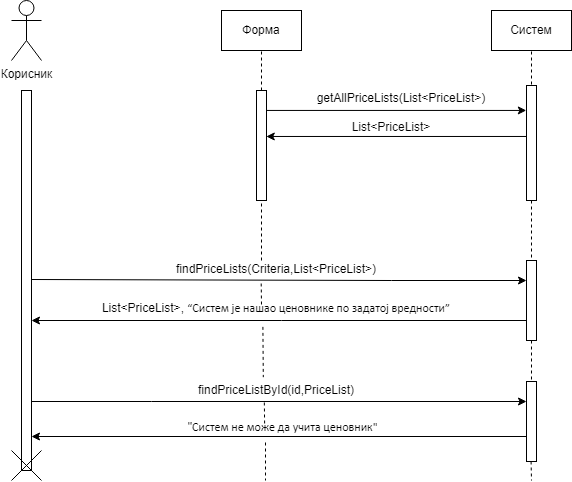 Форма
Систем
Корисник
getAllPriceLists(List<PriceList>)
List<PriceList>
findPriceLists(Criteria,List<PriceList>)
List<PriceList>, “Систем је нашао ценовнике по задатој вредности”
findPriceListById(id,PriceList)
"Систем не може да учита ценовник"